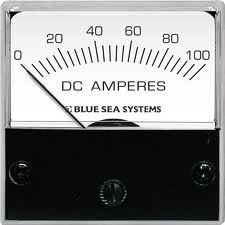 0 20 40 60 80 100
DC AMPERES
BLUE SEA SYSTEMS